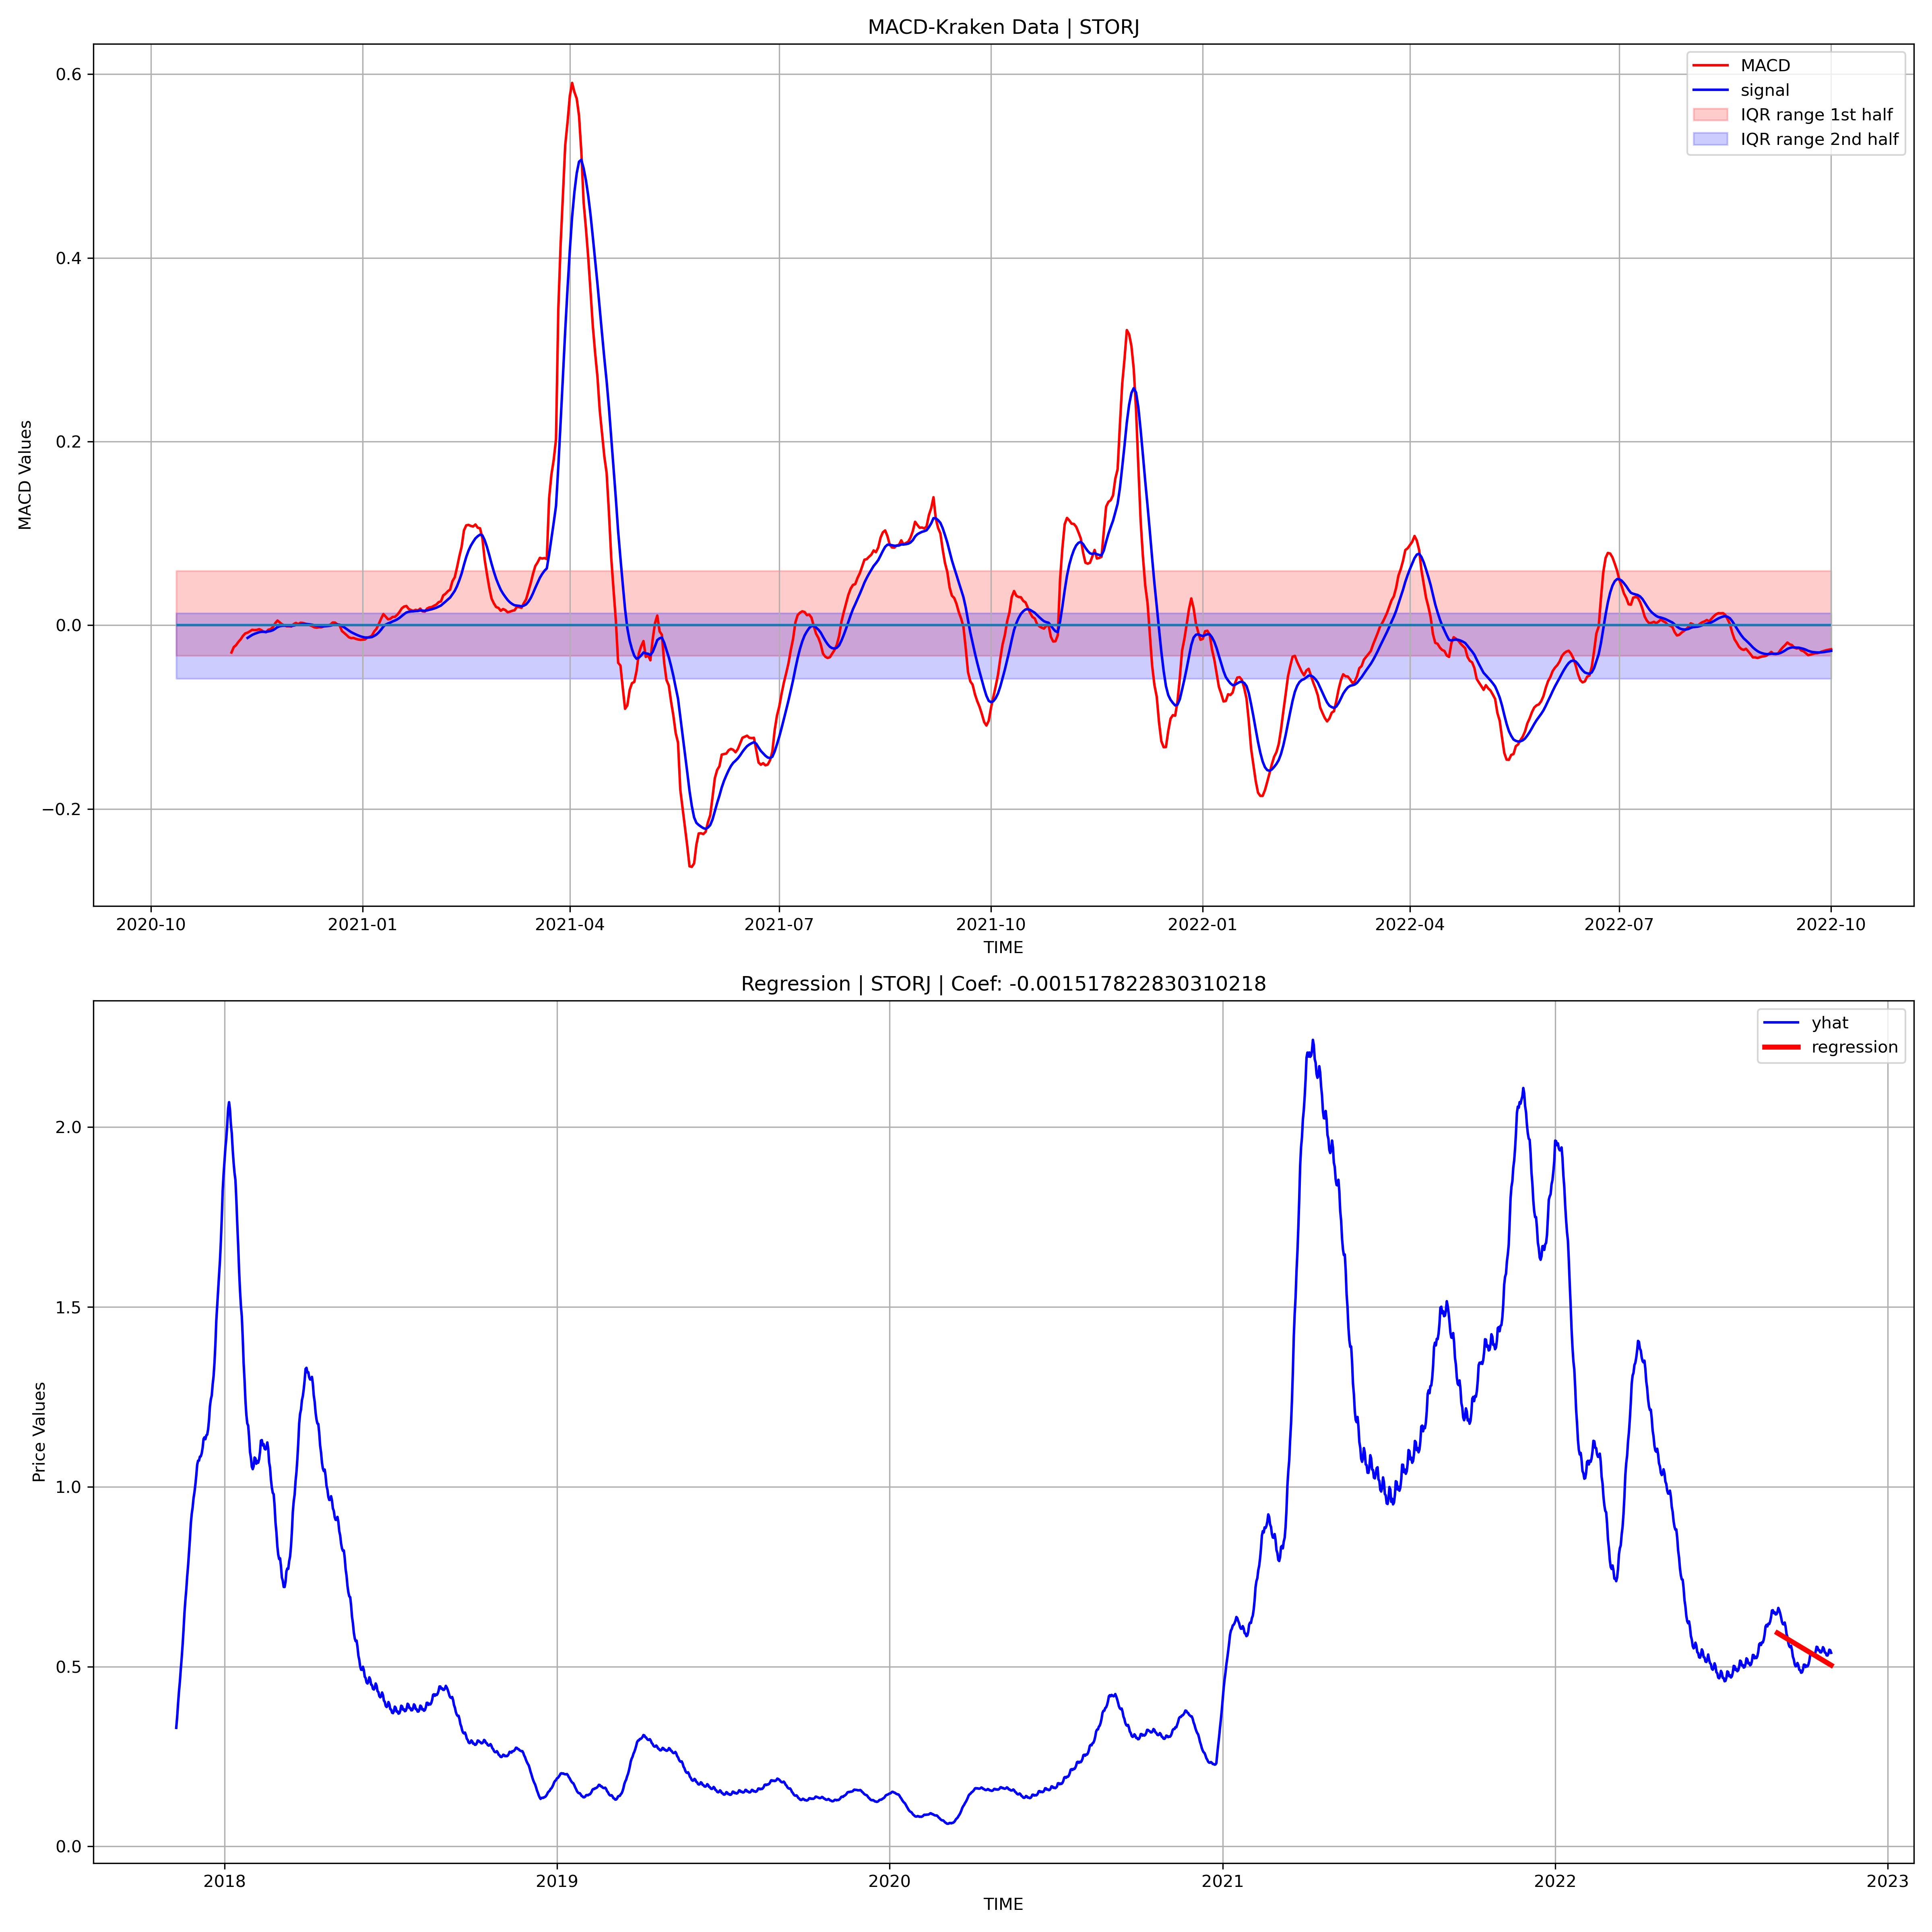 MACD-Kraken Data | STORJ
MACD
signal
IQR range 1st half
IQR range 2nd half
MACD Values
0.6
0.4
0.2
0.0
−0.2
2020-10 2021-01 2021-04 2021-07 2021-10 2022-01 2022-04 2022-07 2022-10
TIME
Regression | STORJ | Coef: -0.0015178228303102​18
yhat
regression
Price Values
2.0
1.5
1.0
0.5
0.0
2018 2019 2020 2021 2022 2023
TIME